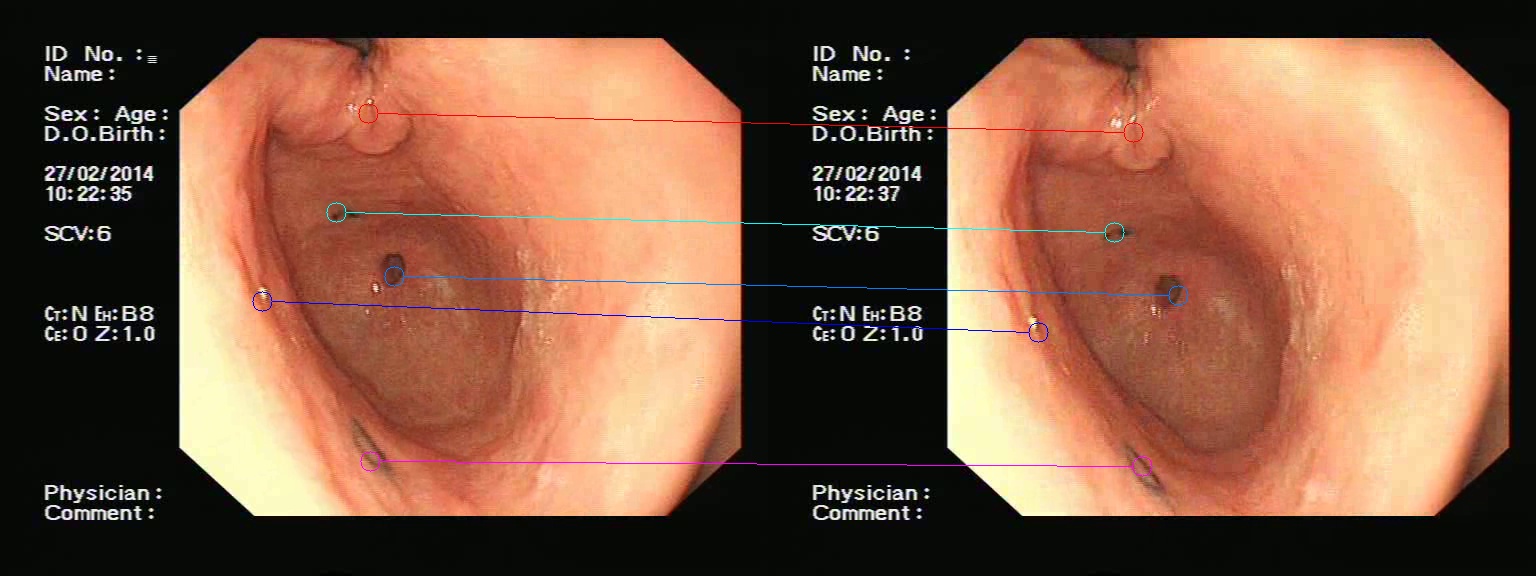 ID No. :
Name:
Sex: Age:
D.O.Birth:
27/02/2014
10:22:35
SCV:6
CT:N EH:B8
CE:0 Z:1.0
Physician:
Comment:
ID No. :
Name:
Sex: Age:
D.O.Birth:
27/02/2014
10:22:37
SCV:6
CT:N EH:B8
CE:0 Z:1.0
Physician:
Comment: